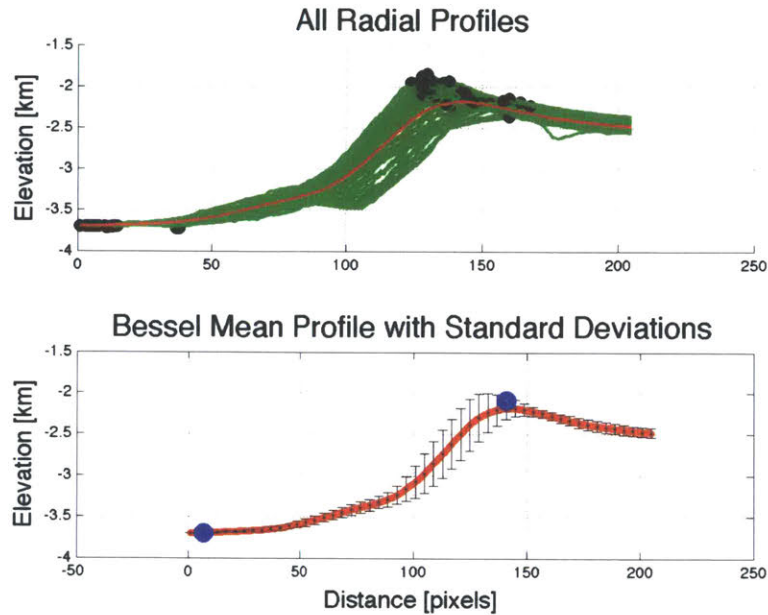 All Radial Profiles
Elevation [km]
-1.5
-2
-2.5
-3
-3.5
-4
0 50 100 150 200 250
Bessel Mean Profile with Standard Deviations
Elevation [km]
-1.5
-2
-2.5
-3
-3.5
-4
-50 0 50 100 150 200 250
Distance [pixels]